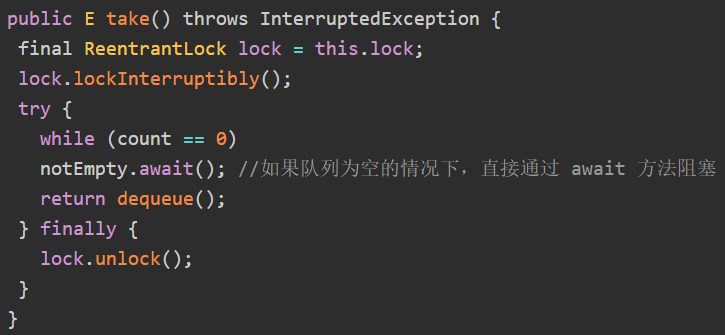 public E take() throws InterruptedException {
 final ReentrantLock lock = this.lock;
 lock.lockInterruptibly();
 try {
   while (count == 0)
   notEmpty.await(); //如果队列为空的情况下，直接通过 await 方法阻塞
   return dequeue();
 } finally {
   lock.unlock();
 }
}